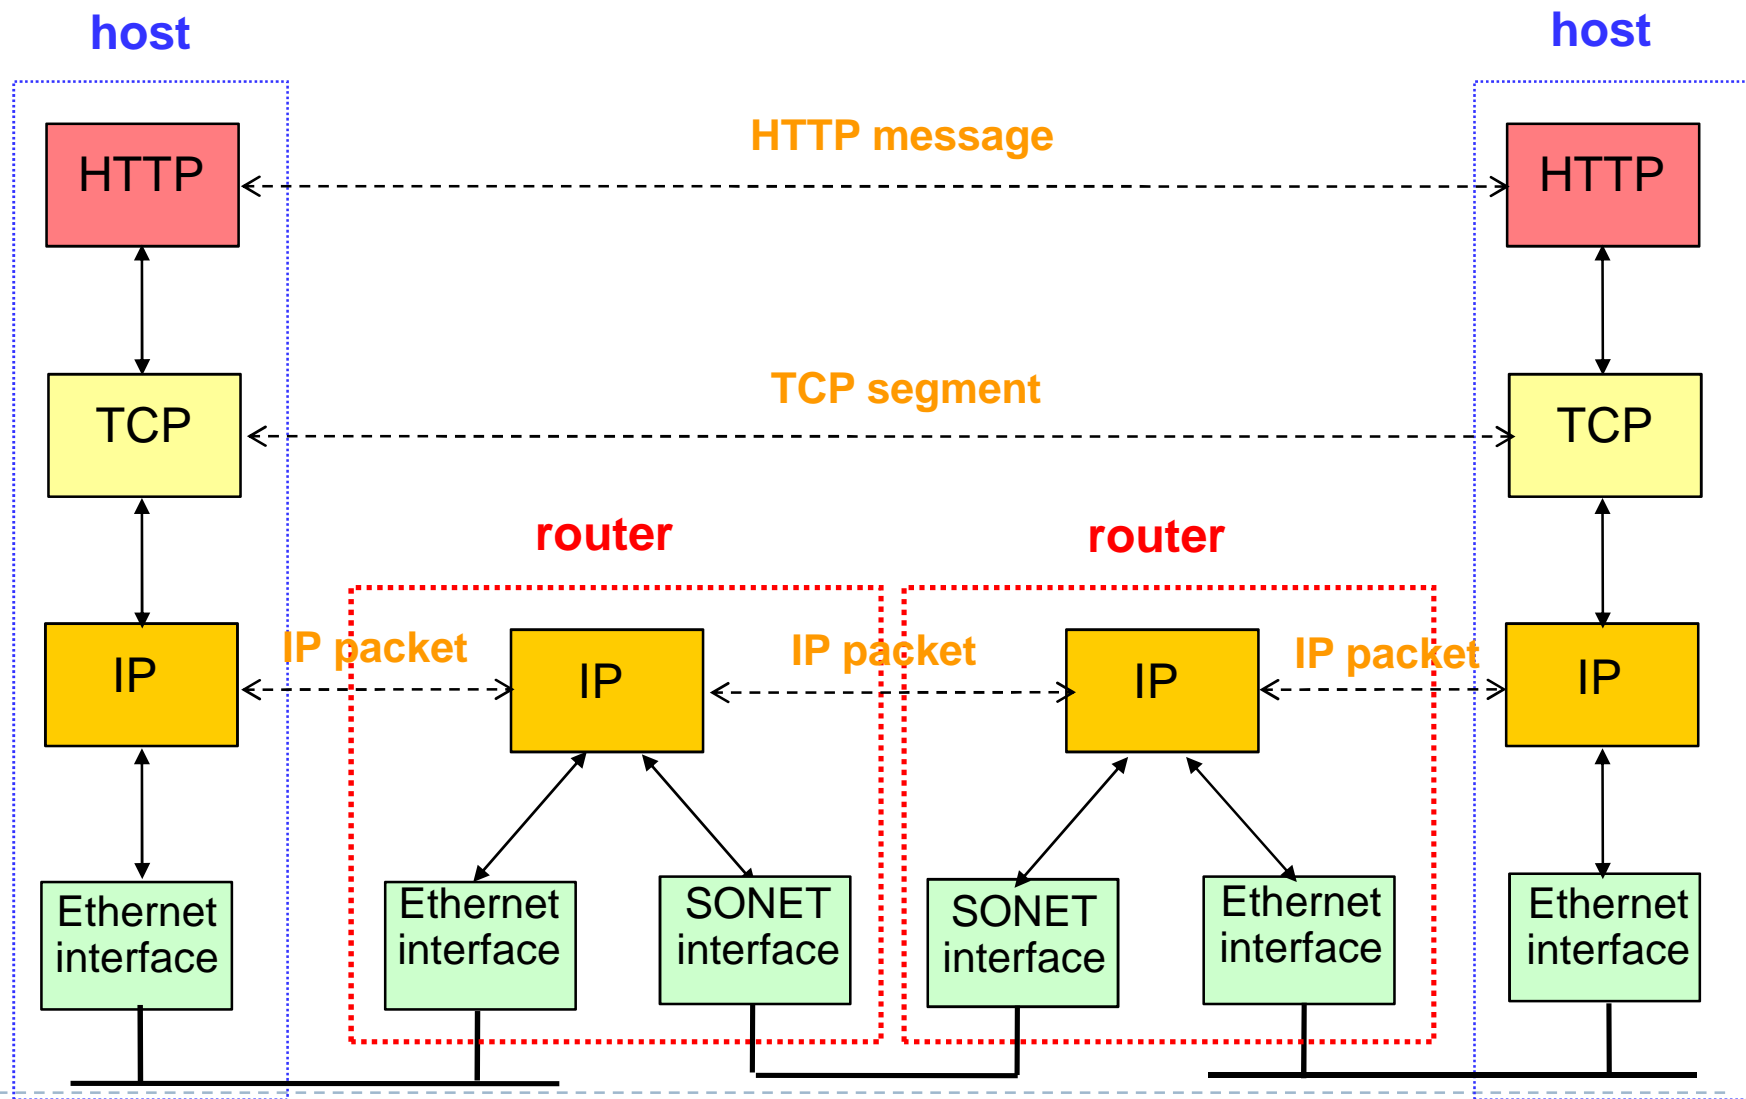 host
host
HTTP message
HTTP
HTTP
TCP segment
TCP
TCP
router
router
IP packet
IP packet
IP packet
IP
IP
IP
IP
Ethernet
interface
Ethernet
interface
SONET
interface
SONET
interface
Ethernet
interface
Ethernet
interface